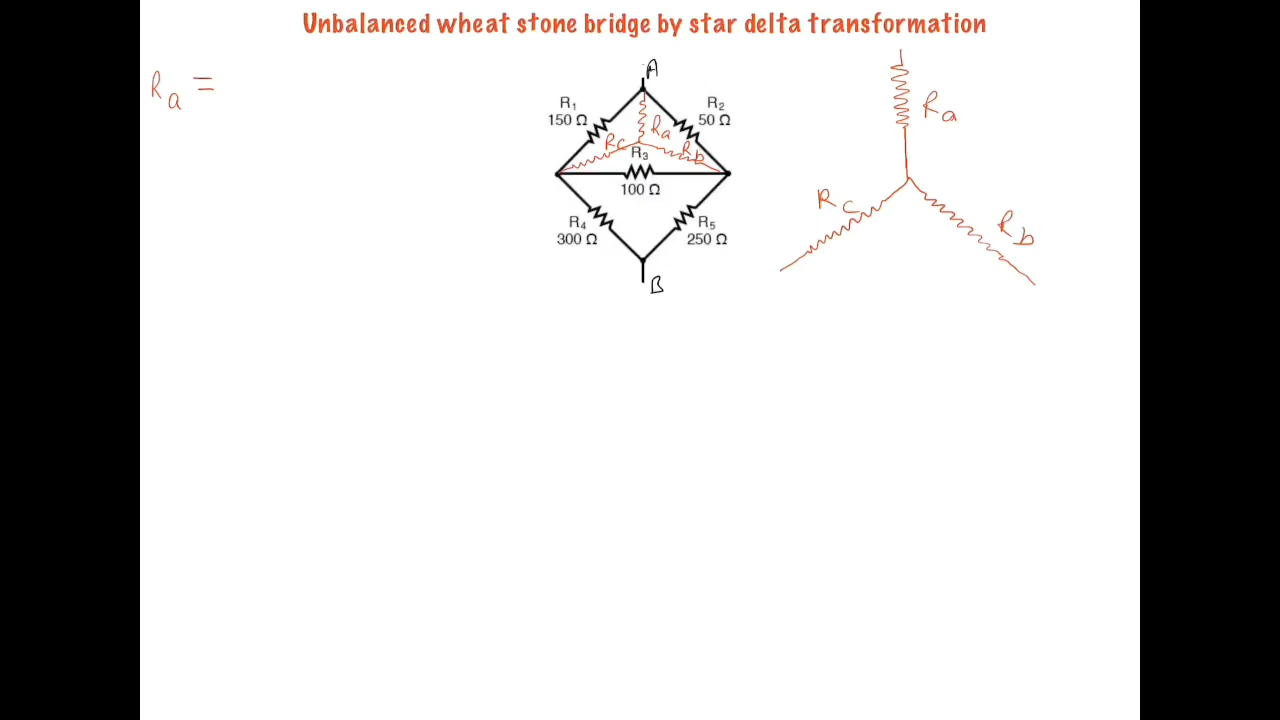 Unbalanced wheat stone bridge by star delta transformation
Ra =
A
R1
150 Ω
R2
50 Ω
Ra
Rc
Rb
R3
100 Ω
R4
300 Ω
R5
250 Ω
B
Ra
Rc
Rb